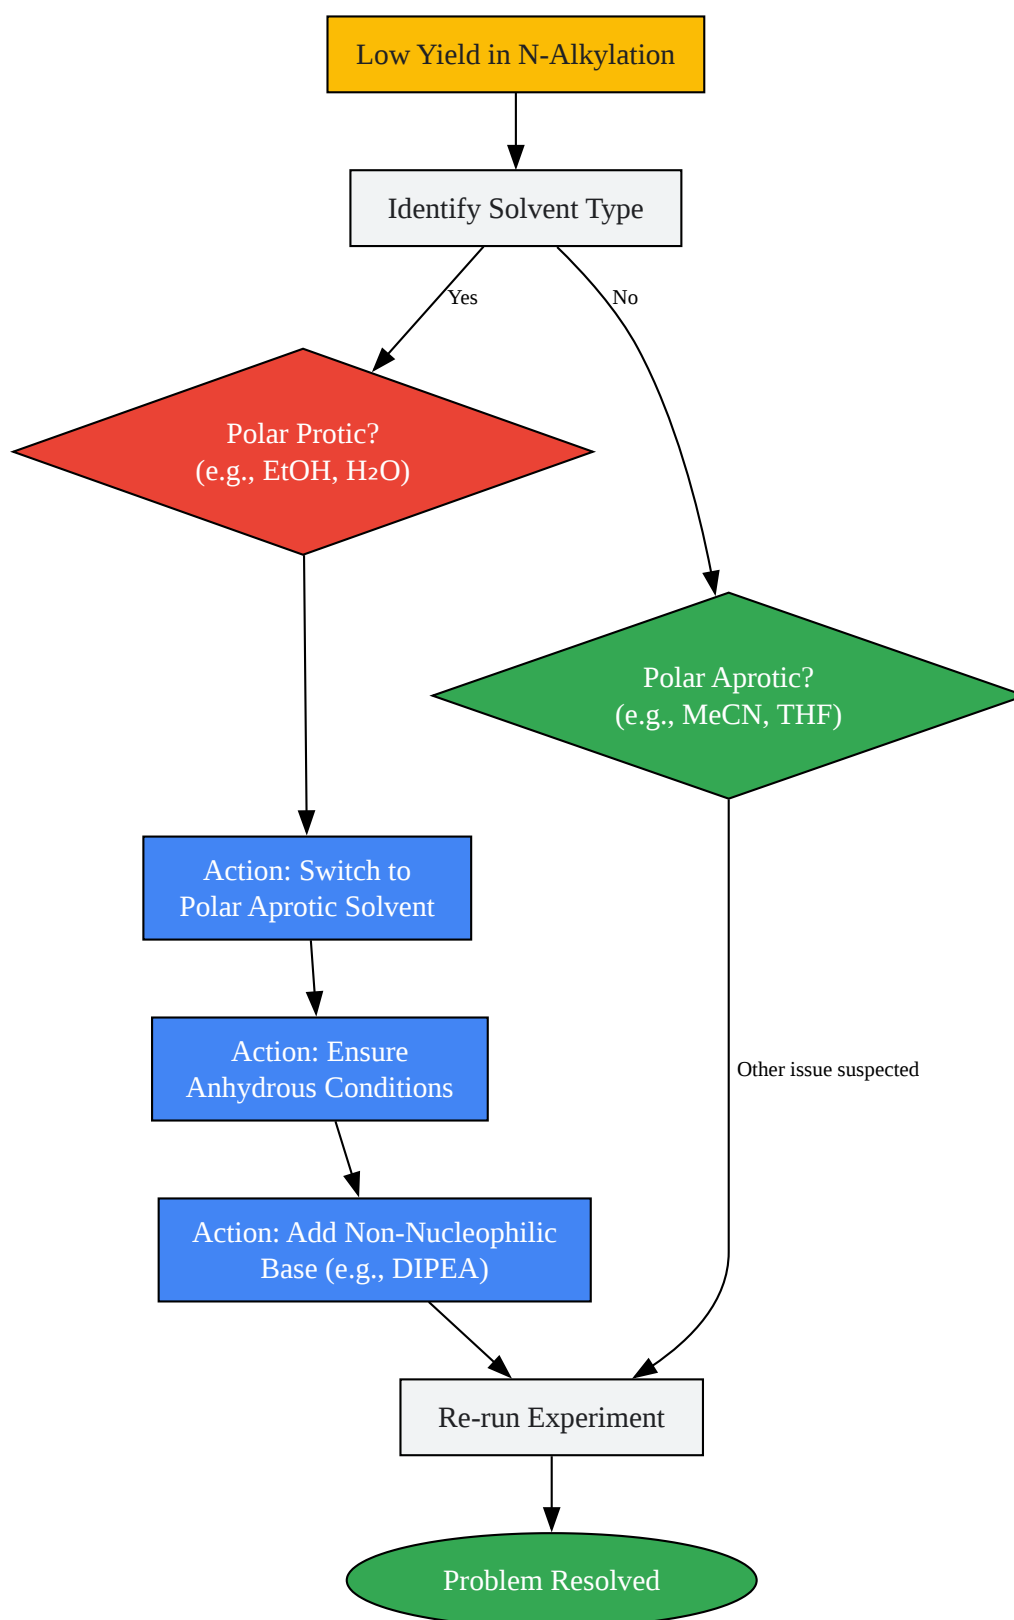 Low Yield in N-Alkylation
Identify Solvent Type
Yes
No
Polar Protic?
(e.g., EtOH, H₂O)
Polar Aprotic?
(e.g., MeCN, THF)
Action: Switch to
Polar Aprotic Solvent
Action: Ensure
Anhydrous Conditions
Other issue suspected
Action: Add Non-Nucleophilic
Base (e.g., DIPEA)
Re-run Experiment
Problem Resolved